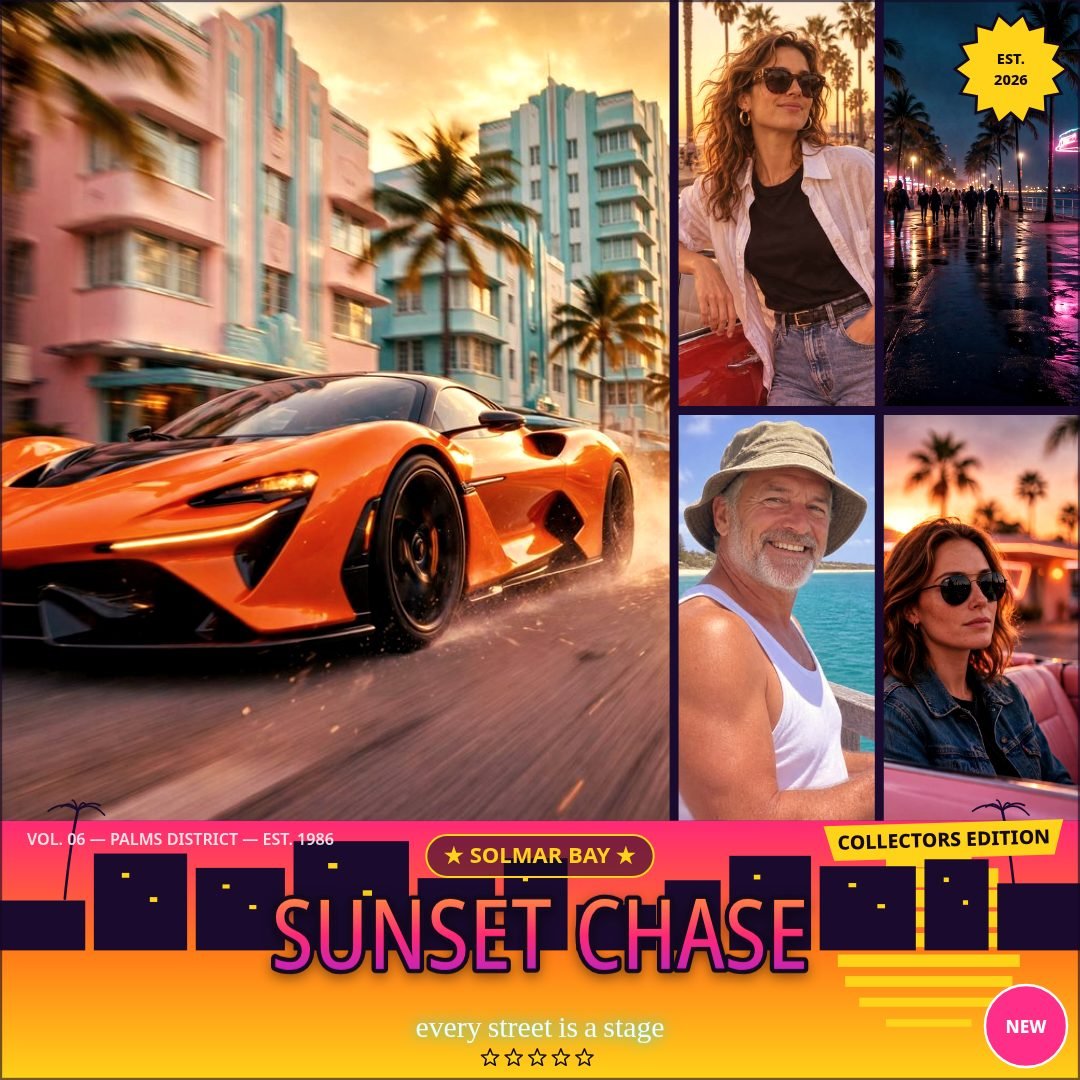 EST.
2026
VOL. 06 — PALMS DISTRICT — EST. 1986
★ SOLMAR BAY ★
COLLECTORS EDITION
SUNSET CHASE
every street is a stage
NEW